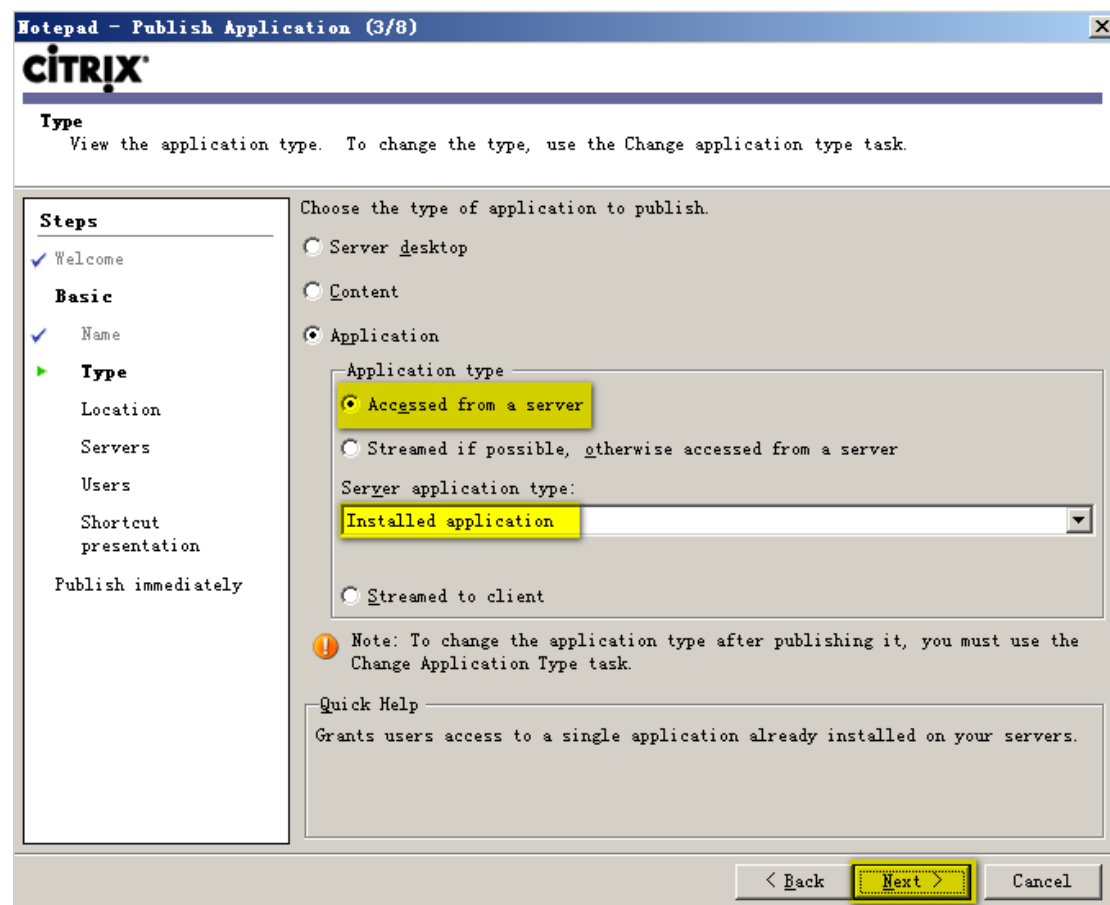 Notepad - Publish Application (3/8)
CİTRIX
Type
View the application type. To change the type, use the Change application type task.
Steps
Welcome
Basic
Name
Type
Location
Servers
Users
Shortcut
presentation
Publish immediately
Choose the type of application to publish.
Server desktop
Content
Application
Application type
Accessed from a server
Streamed if possible, otherwise accessed from a server
Server application type:
Installed application
Streamed to client
Note: To change the application type after publishing it, you must use the
Change Application Type task.
Quick Help
Grants users access to a single application already installed on your servers.
< Back
Next >
Cancel